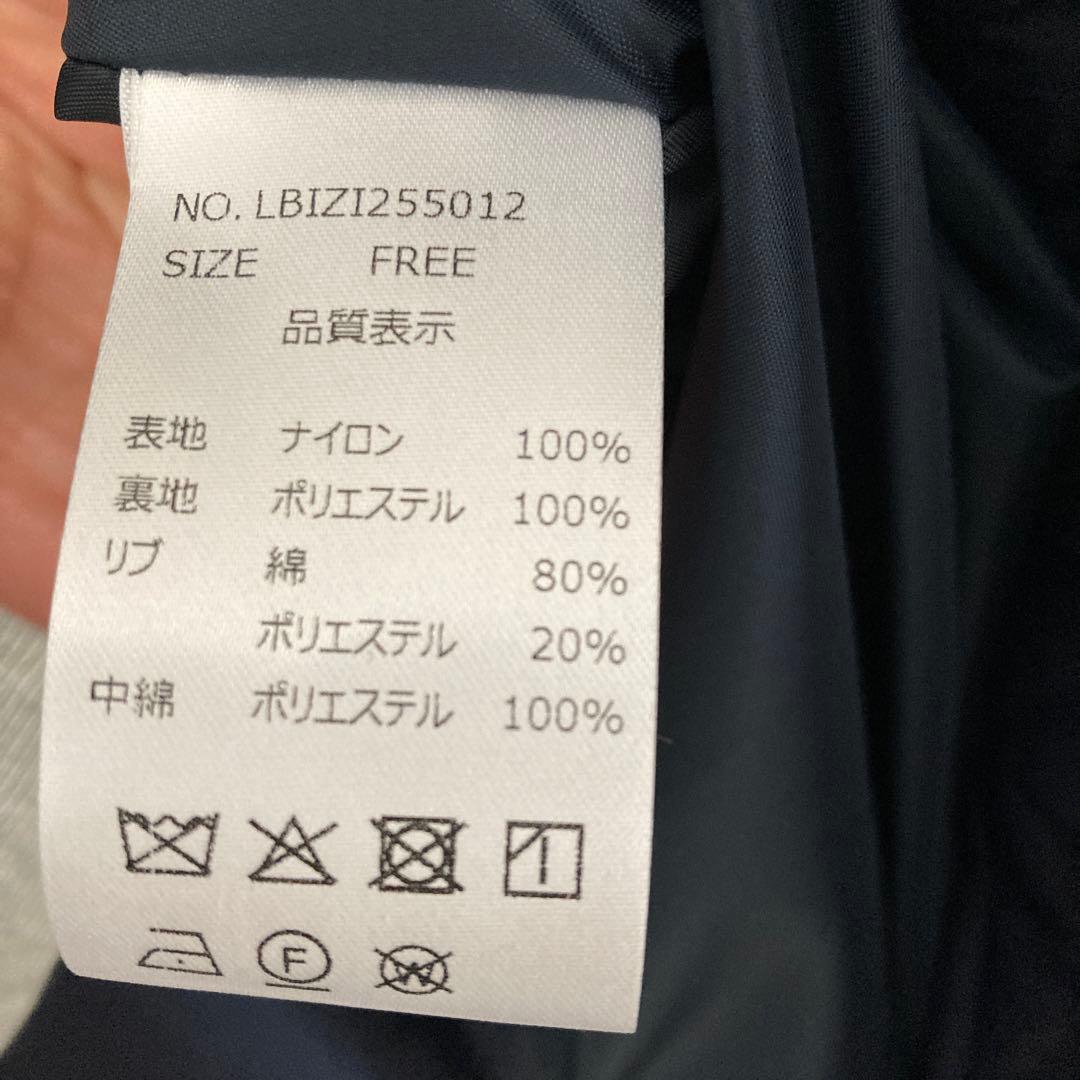 NO. LBIZI255012
SIZE FREE
品質表示
表地 ナイロン 100%
裏地 ポリエステル 100%
リブ 綿 80%
ポリエステル 20%
中綿 ポリエステル 100%
F
W